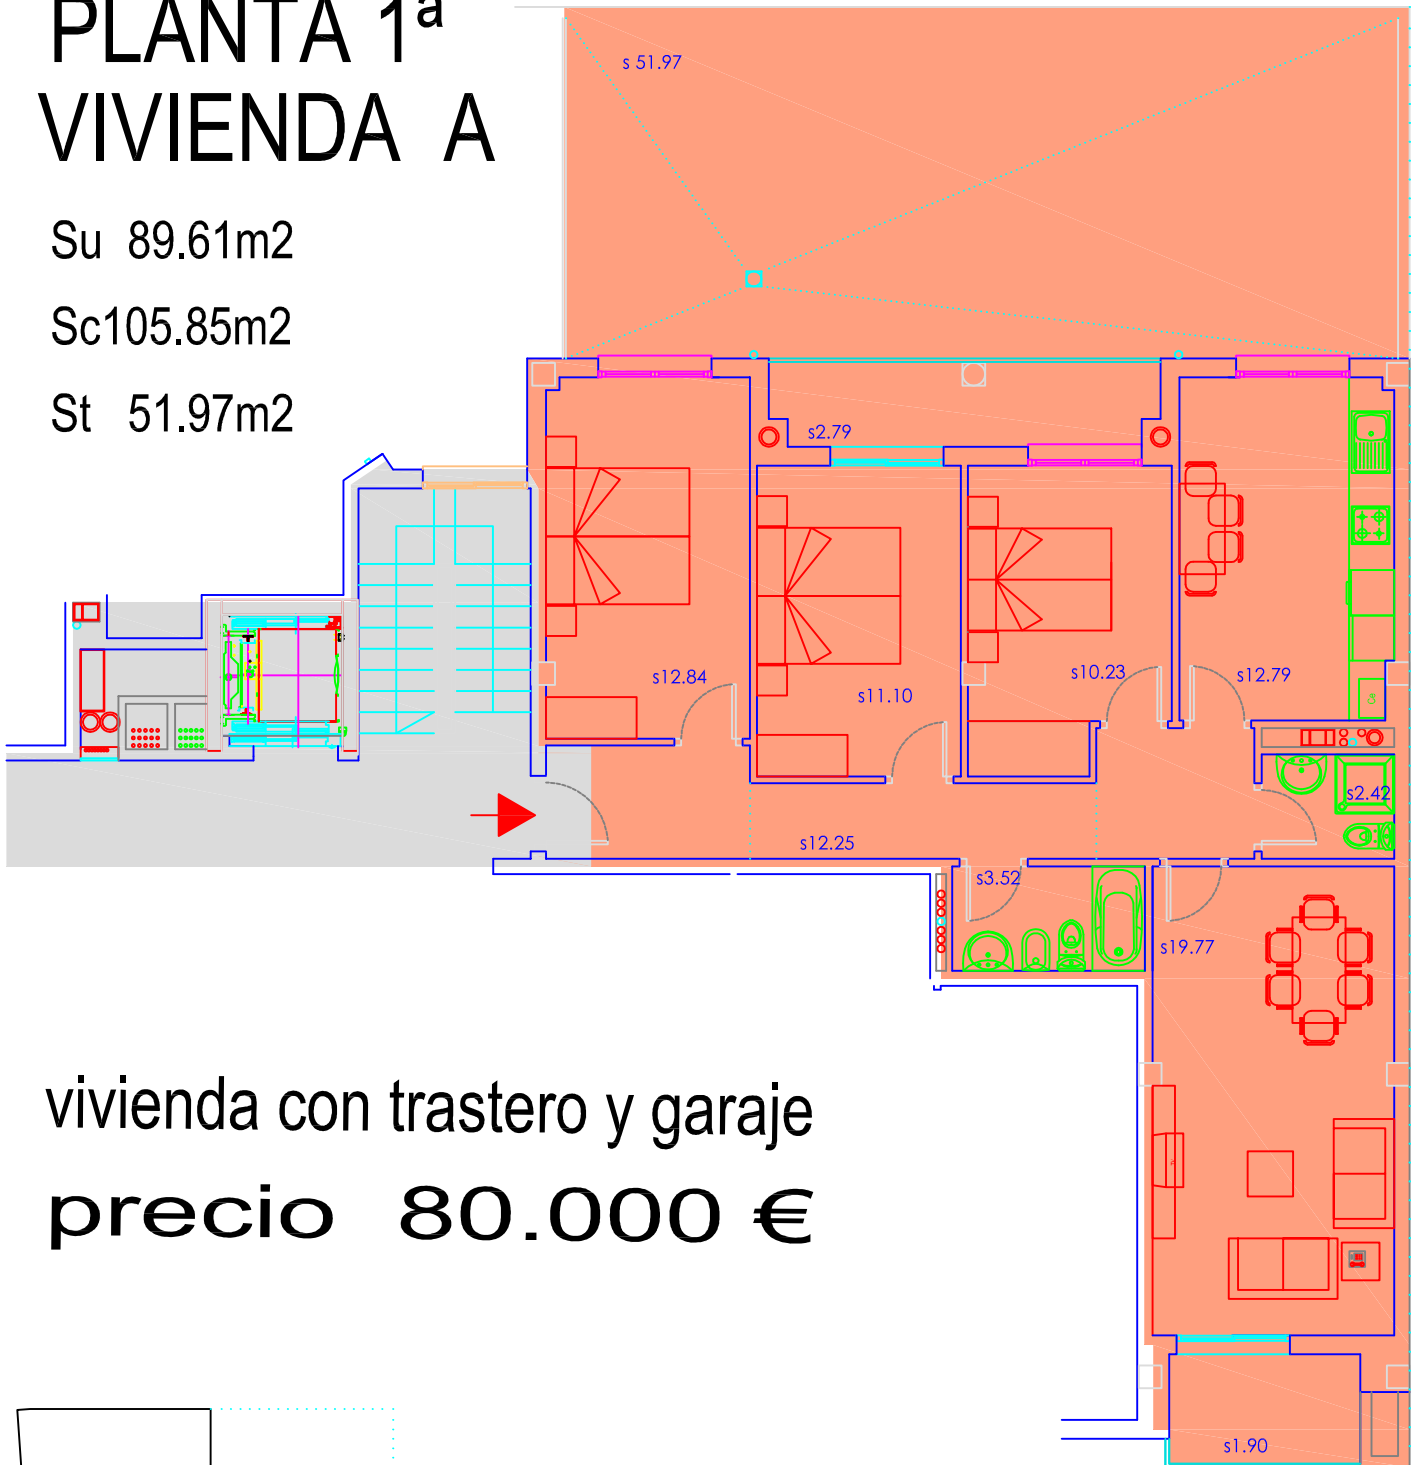 PLANTA 1ª
VIVIENDA A
Su 89.61m2
Sc105.85m2
St 51.97m2
s 51.97
s2.79
s12.84
s11.10
s10.23
s12.79
s2.42
s12.25
s3.52
s19.77
s1.90
vivienda con trastero y garaje
precio 80.000 €